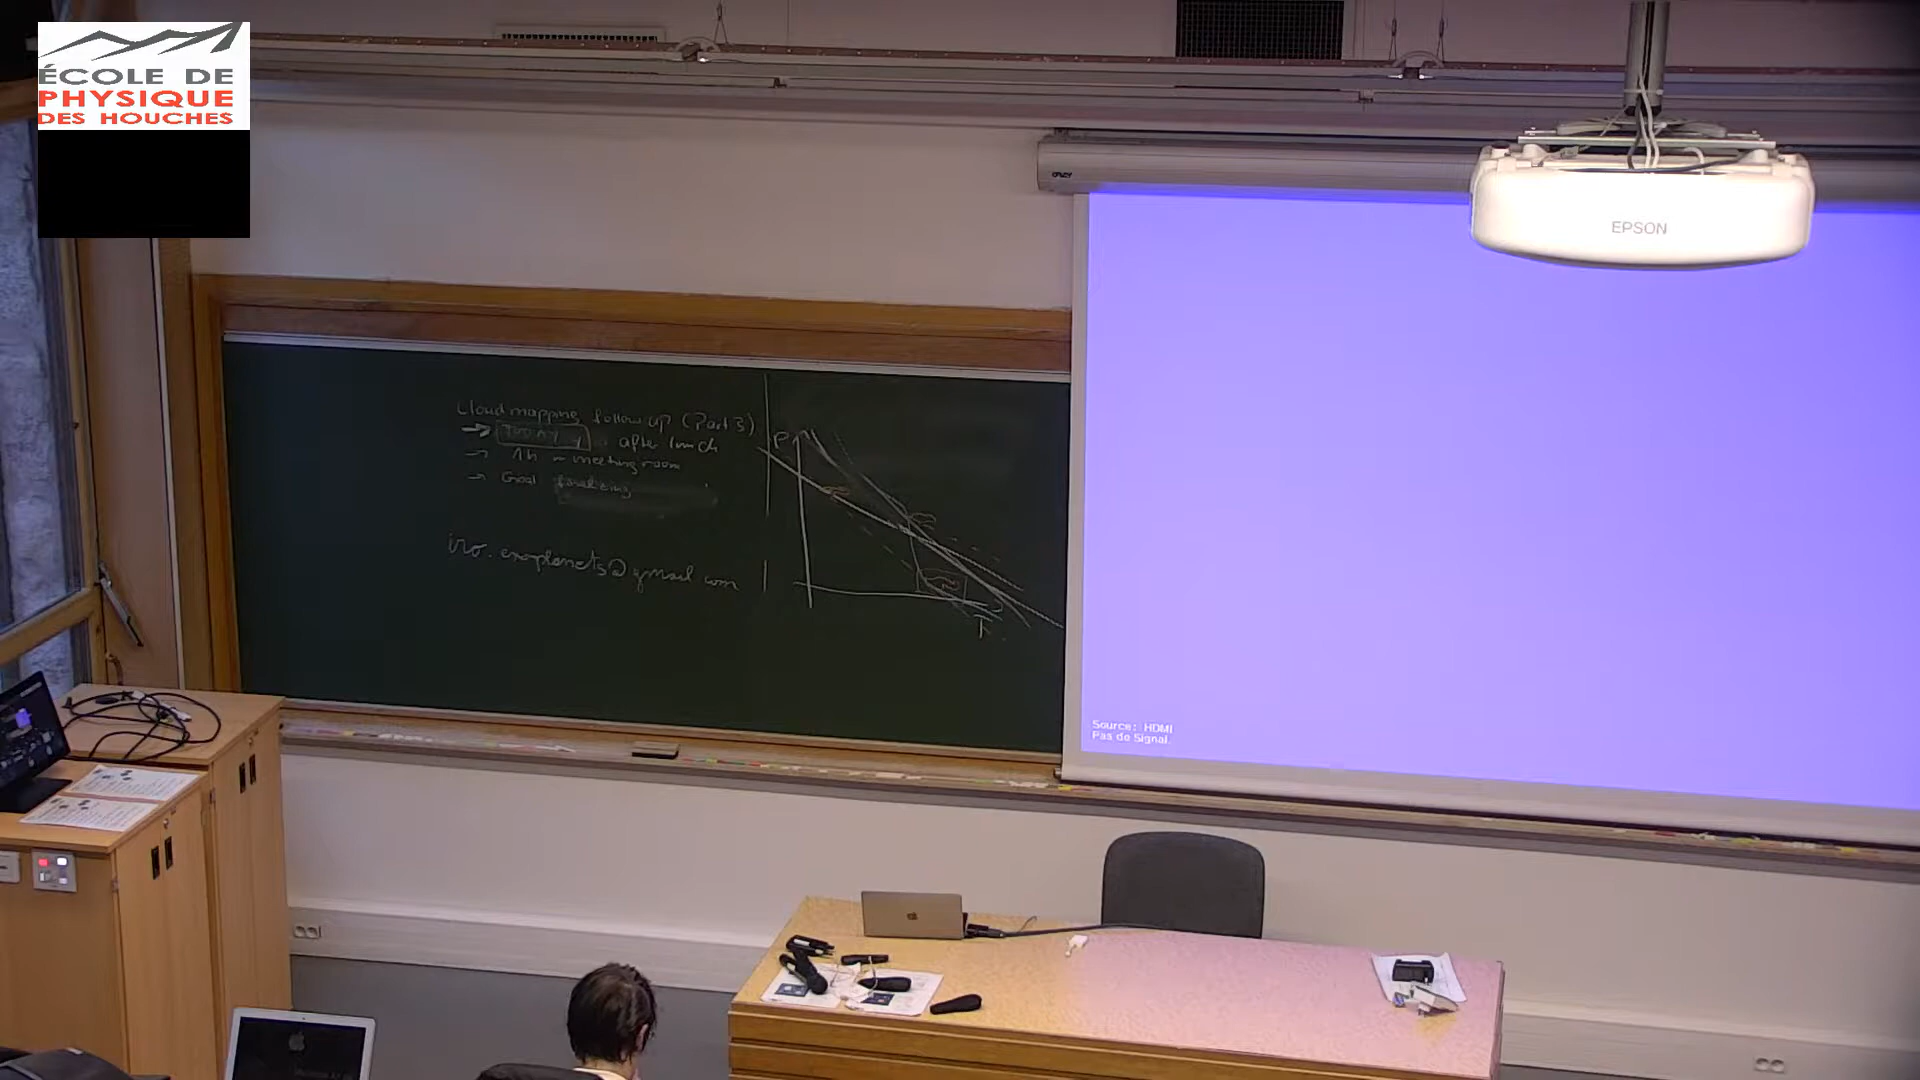 ÉCOLE DE
PHYSIQUE
DES HOUCHES
EPSON
Cloud mapping follow up (Part 3)
→ TODAY after lunch
→ 1h - meeting room
→ Goal
exoplanets@gmail.com
P
T
Source: HDMI
Pas de Signal.